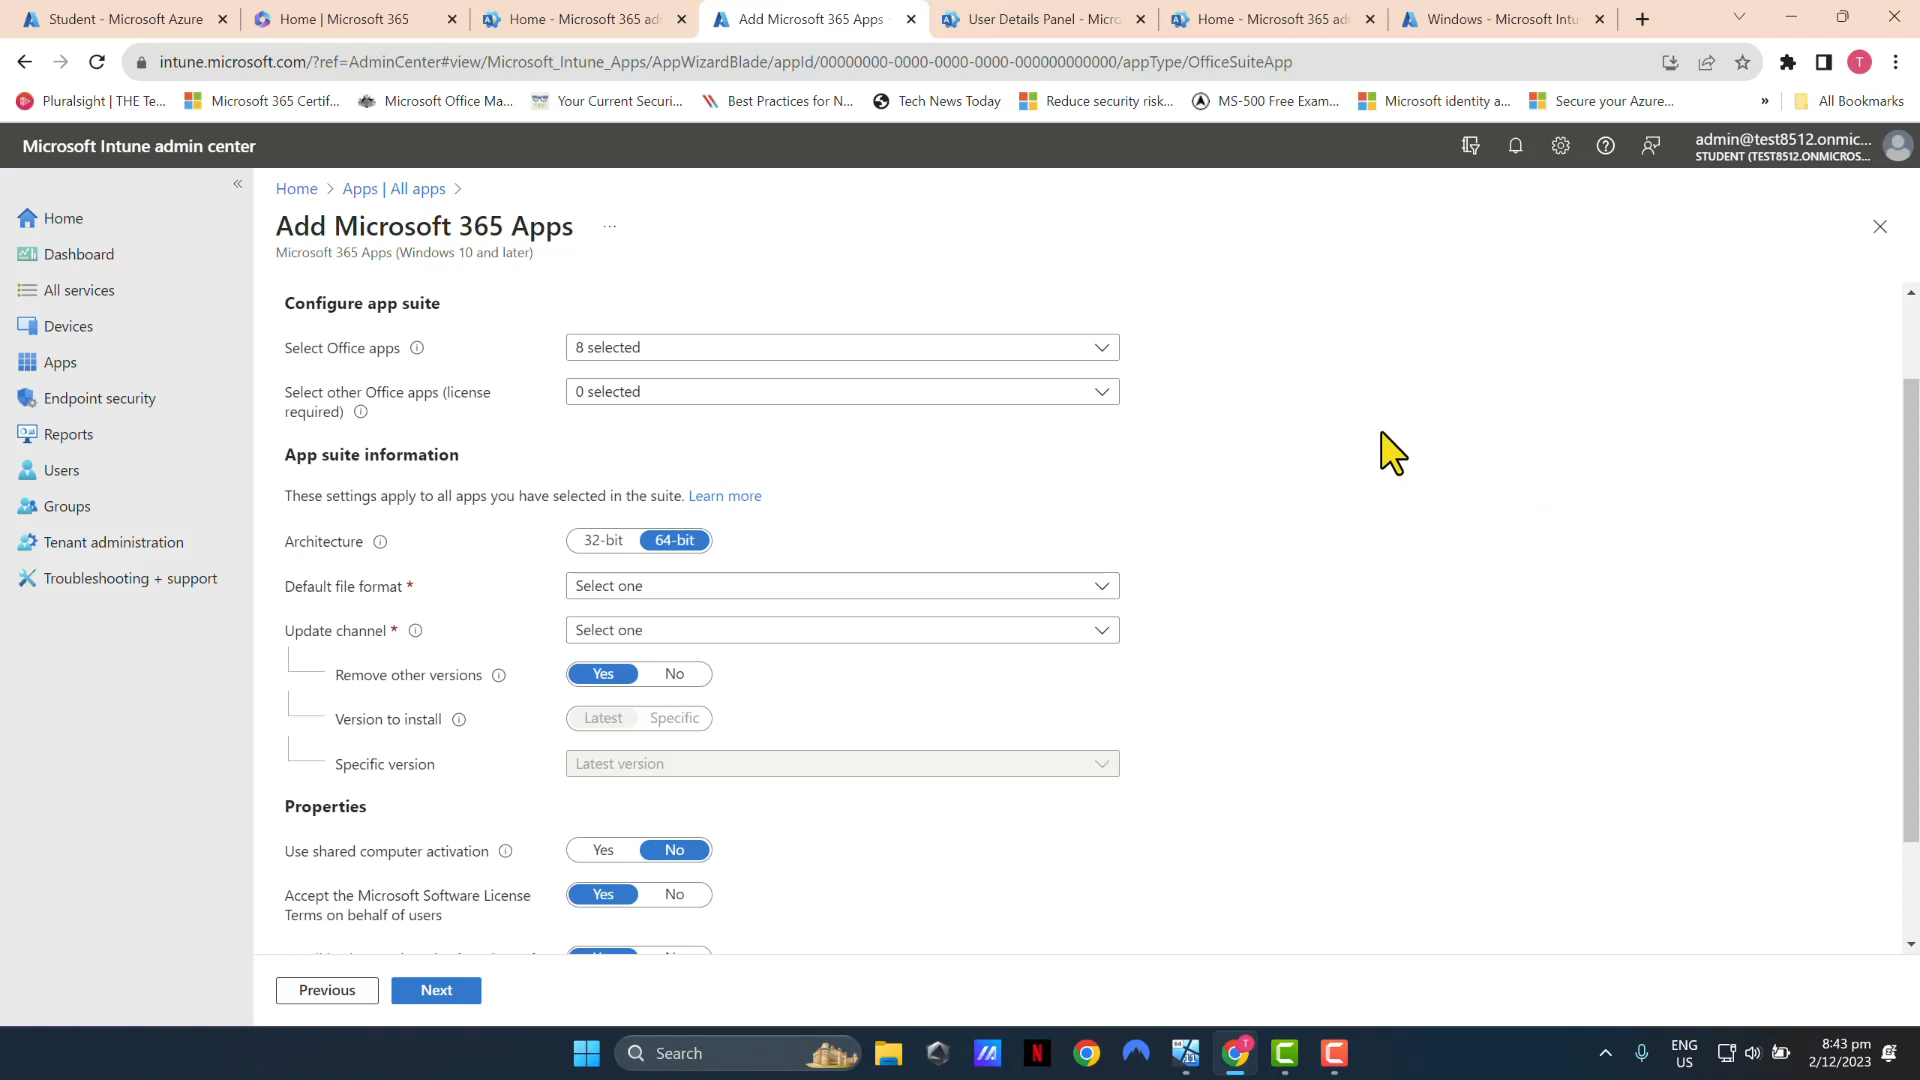 Student - Microsoft Azure
Home | Microsoft 365
Home - Microsoft 365 ad
Add Microsoft 365 Apps
User Details Panel - Micro
Home - Microsoft 365 ad
Windows - Microsoft Intu
intune.microsoft.com/?ref=AdminCenter#view/Microsoft_Intune_Apps/AppWizardBlade/appId/00000000-0000-0000-0000-000000000000/appType/OfficeSuiteApp
T
Pluralsight | THE Te...
Microsoft 365 Certif...
Microsoft Office Ma...
Your Current Securi...
Best Practices for N...
Tech News Today
Reduce security risk...
MS-500 Free Exam...
Microsoft identity a...
Secure your Azure...
»
All Bookmarks
Microsoft Intune admin center
admin@test8512.onmic...
STUDENT (TEST8512.ONMICROS...
Home > Apps | All apps >
Add Microsoft 365 Apps ...
Microsoft 365 Apps (Windows 10 and later)
Home
Dashboard
All services
Devices
Apps
Endpoint security
Reports
Users
Groups
Tenant administration
Troubleshooting + support
Configure app suite
Select Office apps
8 selected
Select other Office apps (license
required)
0 selected
App suite information
These settings apply to all apps you have selected in the suite. Learn more
Architecture
32-bit
64-bit
Default file format *
Select one
Update channel *
Select one
Remove other versions
Yes
No
Version to install
Latest
Specific
Specific version
Latest version
Properties
Use shared computer activation
Yes
No
Accept the Microsoft Software License
Terms on behalf of users
Yes
No
Previous
Next
Search
ENG
US
8:43 pm
2/12/2023